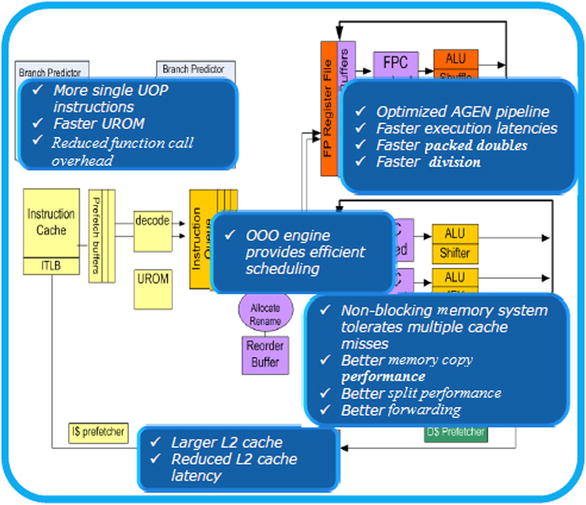 Branch Predictor
Branch Predictor
✓ More single UOP
instructions
✓ Faster UROM
✓ Reduced function call
overhead
FP Register File
FPC
ALU
✓ Optimized AGEN pipeline
✓ Faster execution latencies
✓ Faster packed doubles
✓ Faster division
Instruction
Cache
ITLB
Prefetch buffers
decode
UROM
Instruction
✓ OOO engine
provides efficient
scheduling
ALU
Shifter
ALU
Allocate
Rename
Reorder
Buffer
✓ Non-blocking memory system
tolerates multiple cache
misses
✓ Better memory copy
performance
✓ Better split performance
✓ Better forwarding
I$ prefetcher
D$ Prefetcher
✓ Larger L2 cache
✓ Reduced L2 cache
latency